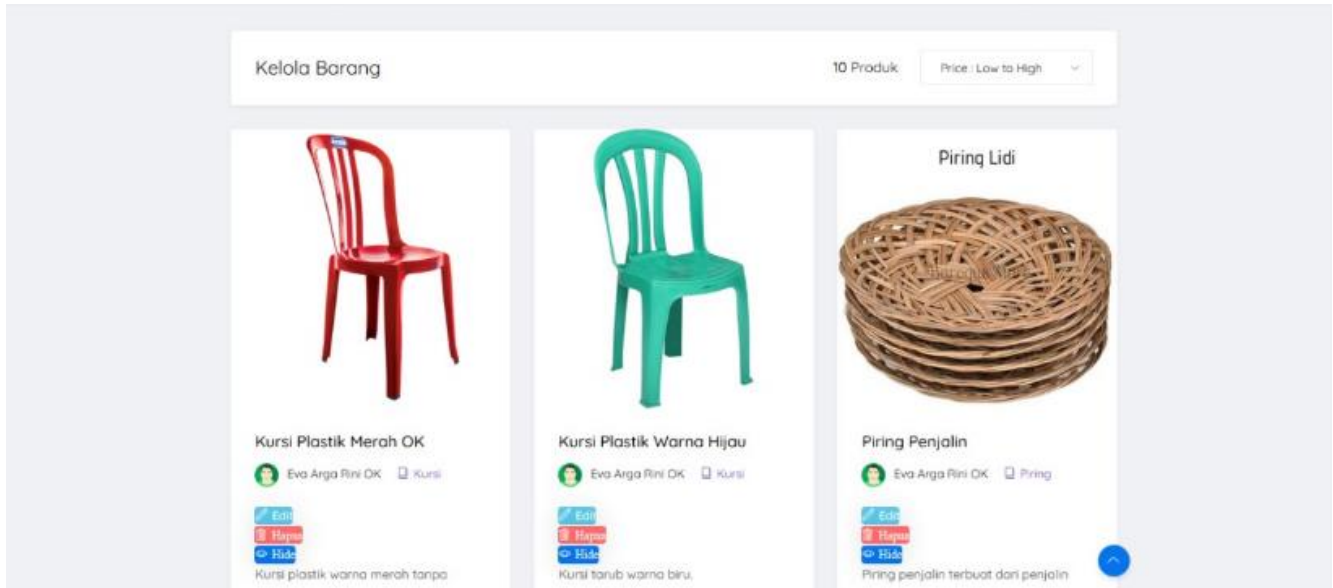 Kelola Barang
10 Produk
Price : Low to High
Piring Lidi
Kursi Plastik Merah OK
Eva Arga Rini OK Kursi
Edit
Hapus
Hide
Kursi plastik warna merah tanpa
Kursi Plastik Warna Hijau
Eva Arga Rini OK Kursi
Edit
Hapus
Hide
Kursi tarub warna biru.
Piring Penjalin
Eva Arga Rini OK Piring
Edit
Hapus
Hide
Piring penjalin terbuat dari penjalin